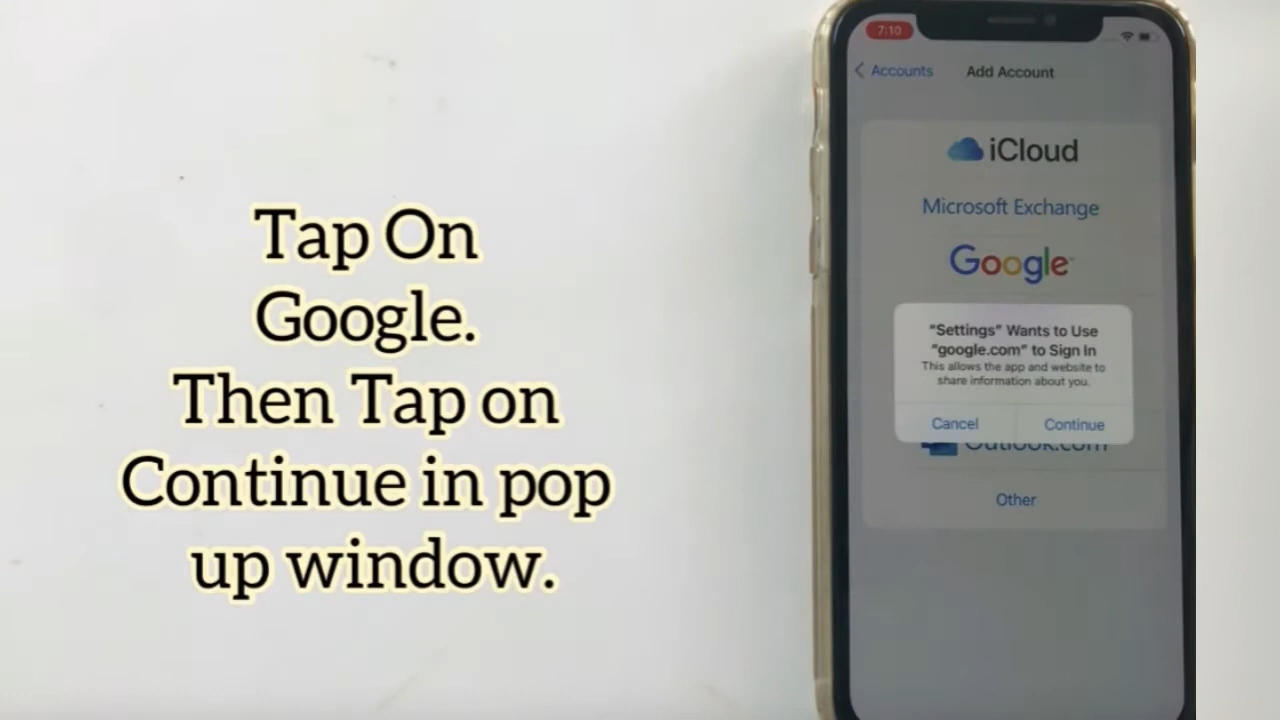 Tap On
Google.
Then Tap on
Continue in pop
up window.
7:10
Accounts
Add Account
iCloud
Microsoft Exchange
Google
"Settings" Wants to Use
"google.com" to Sign In
This allows the app and website to
share information about you.
Cancel
Continue
Outlook.com
Other